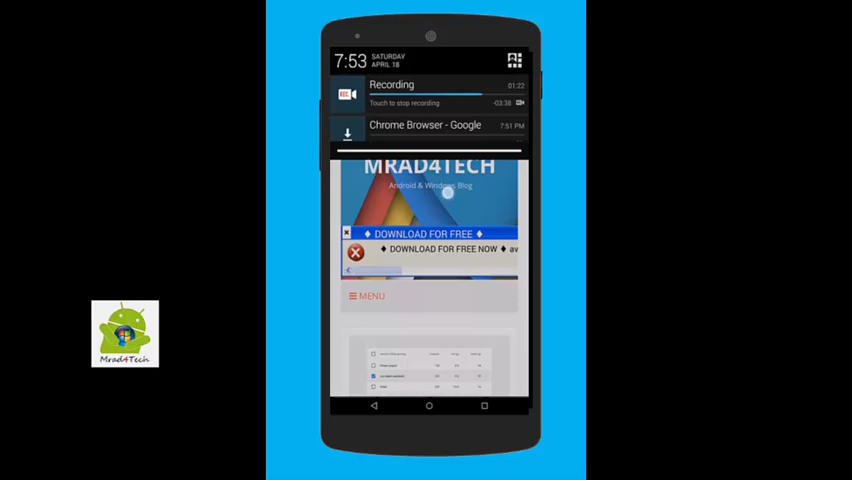 7:53 SATURDAY
APRIL 18
REC.
Recording 01:22
Touch to stop recording -03:38
Chrome Browser - Google 7:51 PM
MRAD4TECH
Android & Windows Blog
♦ DOWNLOAD FOR FREE ♦
♦ DOWNLOAD FOR FREE NOW ♦ av
MENU
Mrad4Tech